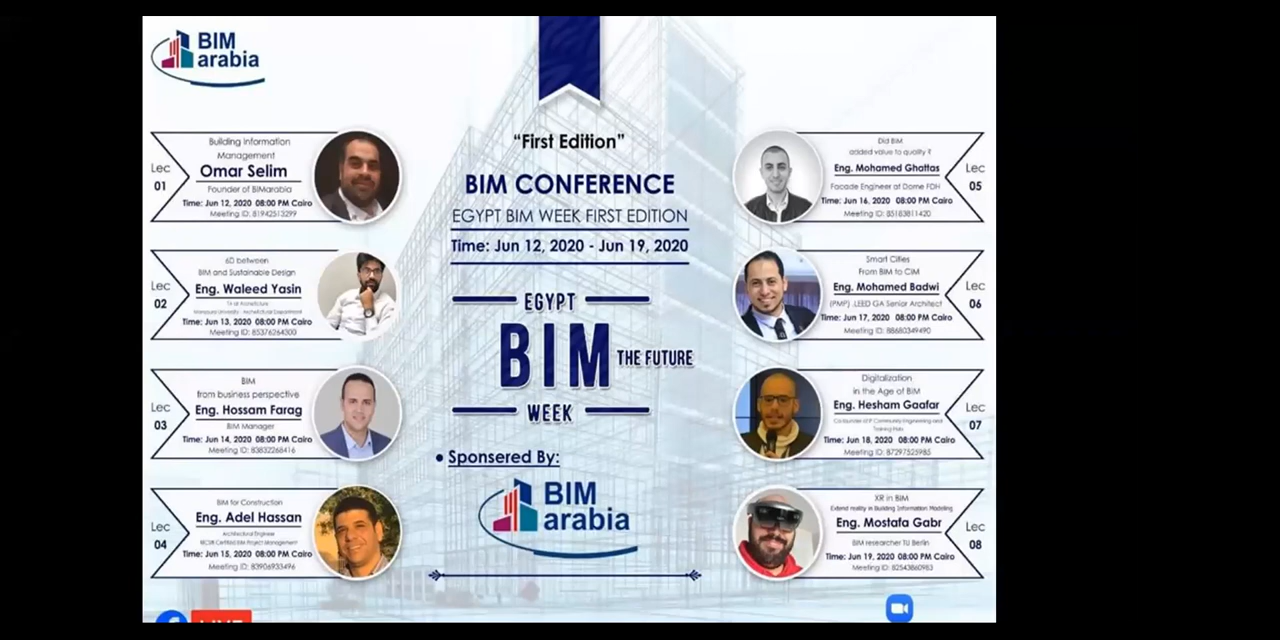 BIM
arabia
Lec
01
Building Information
Management
Omar Selim
Founder of BIMarabia
Time: Jun 12, 2020 08:00 PM Cairo
Meeting ID: 81942513299
Lec
02
6D between
BIM and Sustainable Design
Eng. Waleed Yasin
Time: Jun 13, 2020 08:00 PM Cairo
Meeting ID: 85376264300
Lec
03
BIM
from business perspective
Eng. Hossam Farag
BIM Manager
Time: Jun 14, 2020 08:00 PM Cairo
Meeting ID: 83832268416
Lec
04
BIM for Construction
Eng. Adel Hassan
Architectural Engineer
Time: Jun 15, 2020 08:00 PM Cairo
Meeting ID: 83906933496
"First Edition"
BIM CONFERENCE
EGYPT BIM WEEK FIRST EDITION
Time: Jun 12, 2020 - Jun 19, 2020
EGYPT
BIM THE FUTURE
WEEK
• Sponsered By:
BIM
arabia
Did BIM
added value to quality ?
Eng. Mohamed Ghattas
Facade Engineer at Dome FDH
Time: Jun 16, 2020 08:00 PM Cairo
Meeting ID: 85183811420
Lec
05
Smart Cities
From BIM to CIM
Eng. Mohamed Badwi
(PMP) .LEED GA Senior Architect
Time: Jun 17, 2020 08:00 PM Cairo
Meeting ID: 88680349490
Lec
06
Digitalization
in the Age of BIM
Eng. Hesham Gaafar
Time: Jun 18, 2020 08:00 PM Cairo
Meeting ID: 87297525985
Lec
07
XR in BIM
Extend reality in Building Information Modeling
Eng. Mostafa Gabr
BIM researcher TU Berlin
Time: Jun 19, 2020 08:00 PM Cairo
Meeting ID: 82543860983
Lec
08
LIVE